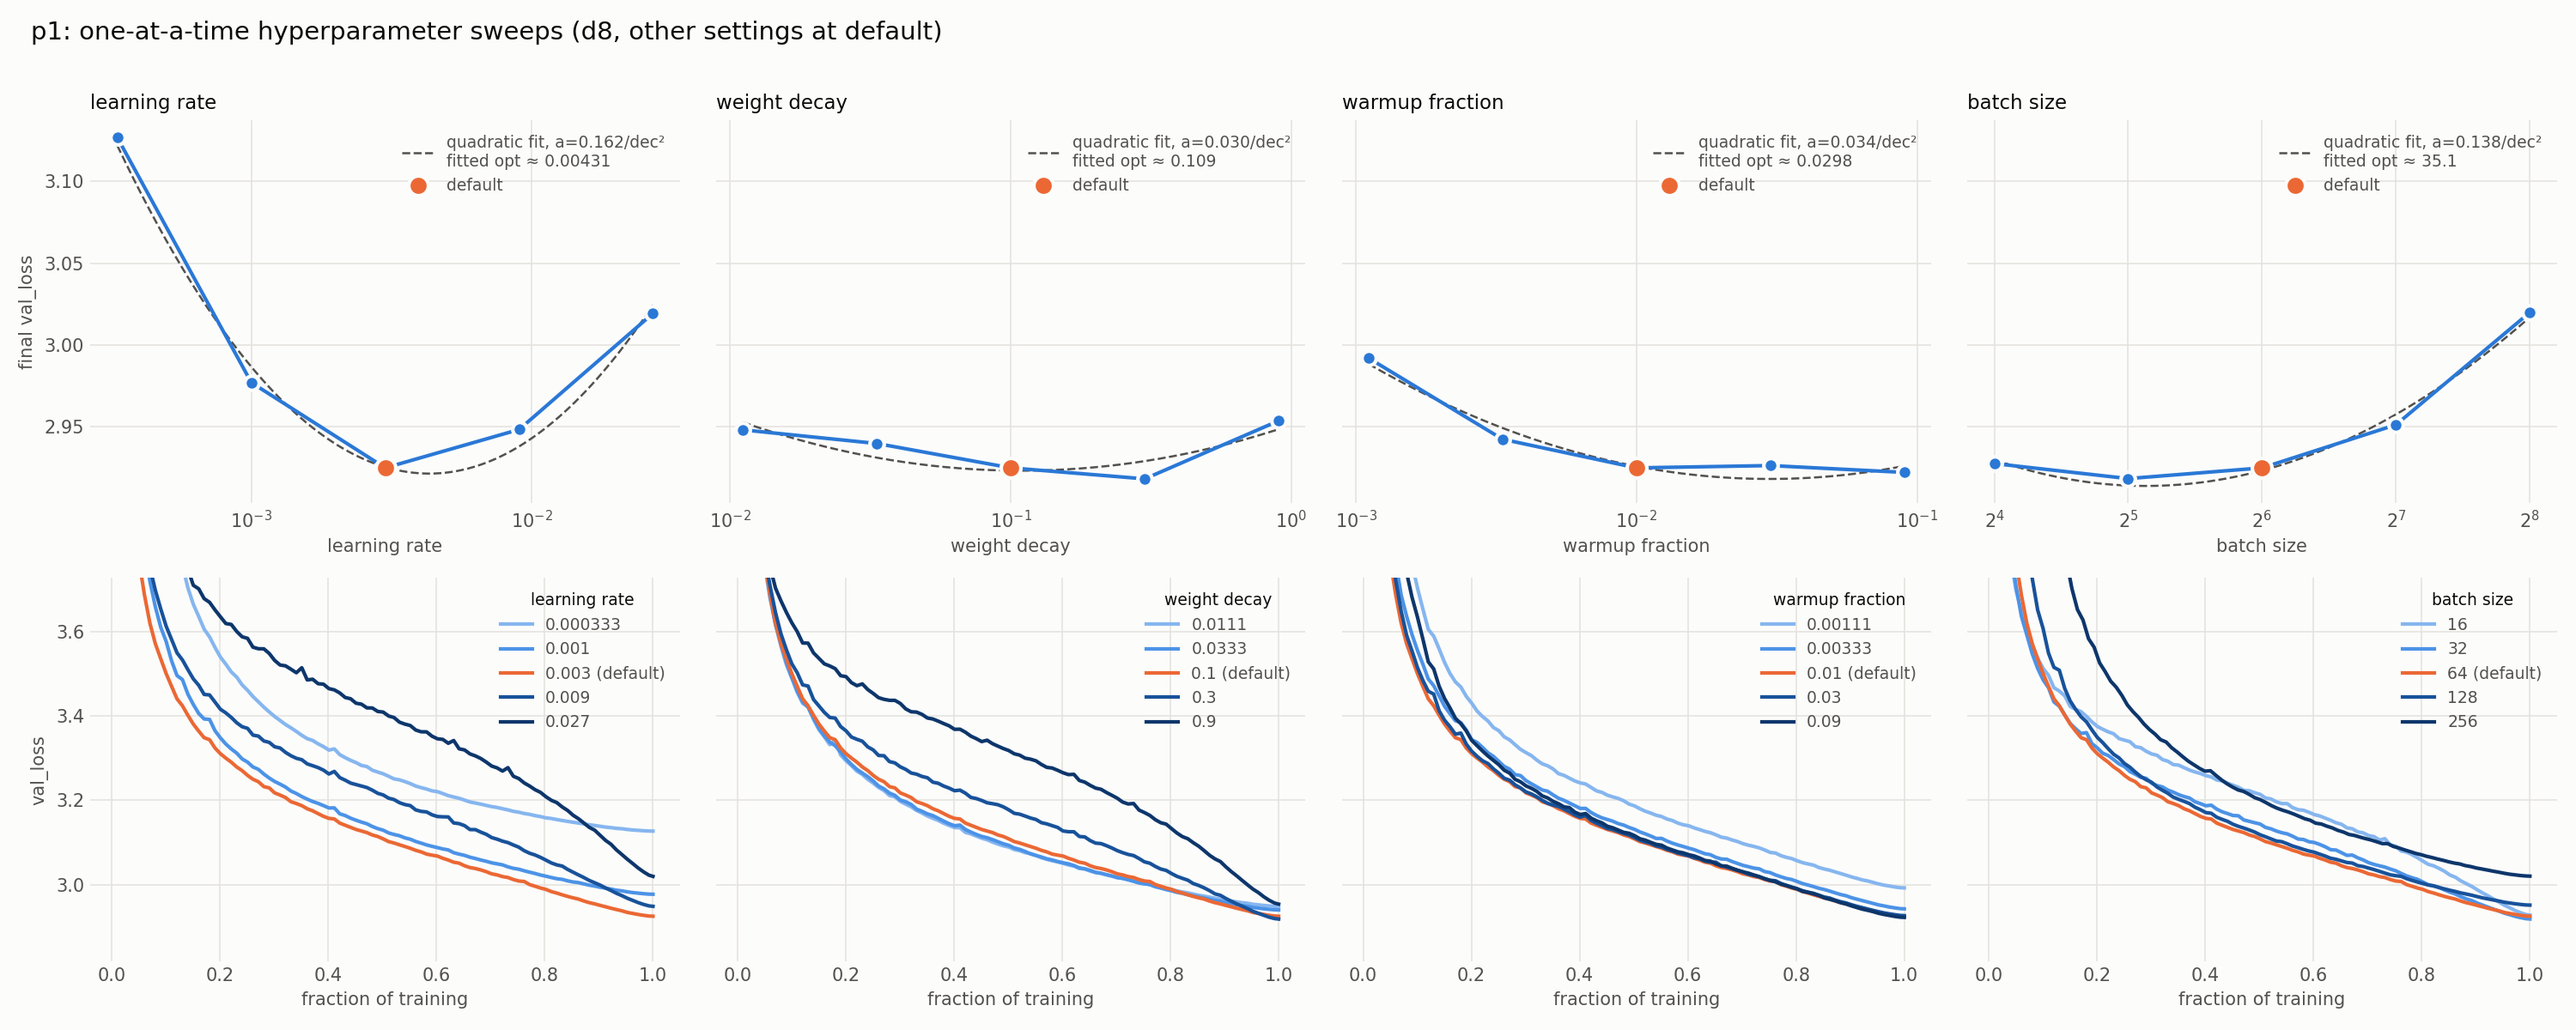 p1: one-at-a-time hyperparameter sweeps (d8, other settings at default)
learning rate
quadratic fit, a=0.162/dec²
fitted opt ≈ 0.00431
default
final val_loss
3.10
3.05
3.00
2.95
10⁻³
10⁻²
learning rate
weight decay
quadratic fit, a=0.030/dec²
fitted opt ≈ 0.109
default
10⁻²
10⁻¹
10⁰
weight decay
warmup fraction
quadratic fit, a=0.034/dec²
fitted opt ≈ 0.0298
default
10⁻³
10⁻²
10⁻¹
warmup fraction
batch size
quadratic fit, a=0.138/dec²
fitted opt ≈ 35.1
default
2⁴
2⁵
2⁶
2⁷
2⁸
batch size
val_loss
3.6
3.4
3.2
3.0
learning rate
0.000333
0.001
0.003 (default)
0.009
0.027
0.0
0.2
0.4
0.6
0.8
1.0
fraction of training
weight decay
0.0111
0.0333
0.1 (default)
0.3
0.9
0.0
0.2
0.4
0.6
0.8
1.0
fraction of training
warmup fraction
0.00111
0.00333
0.01 (default)
0.03
0.09
0.0
0.2
0.4
0.6
0.8
1.0
fraction of training
batch size
16
32
64 (default)
128
256
0.0
0.2
0.4
0.6
0.8
1.0
fraction of training